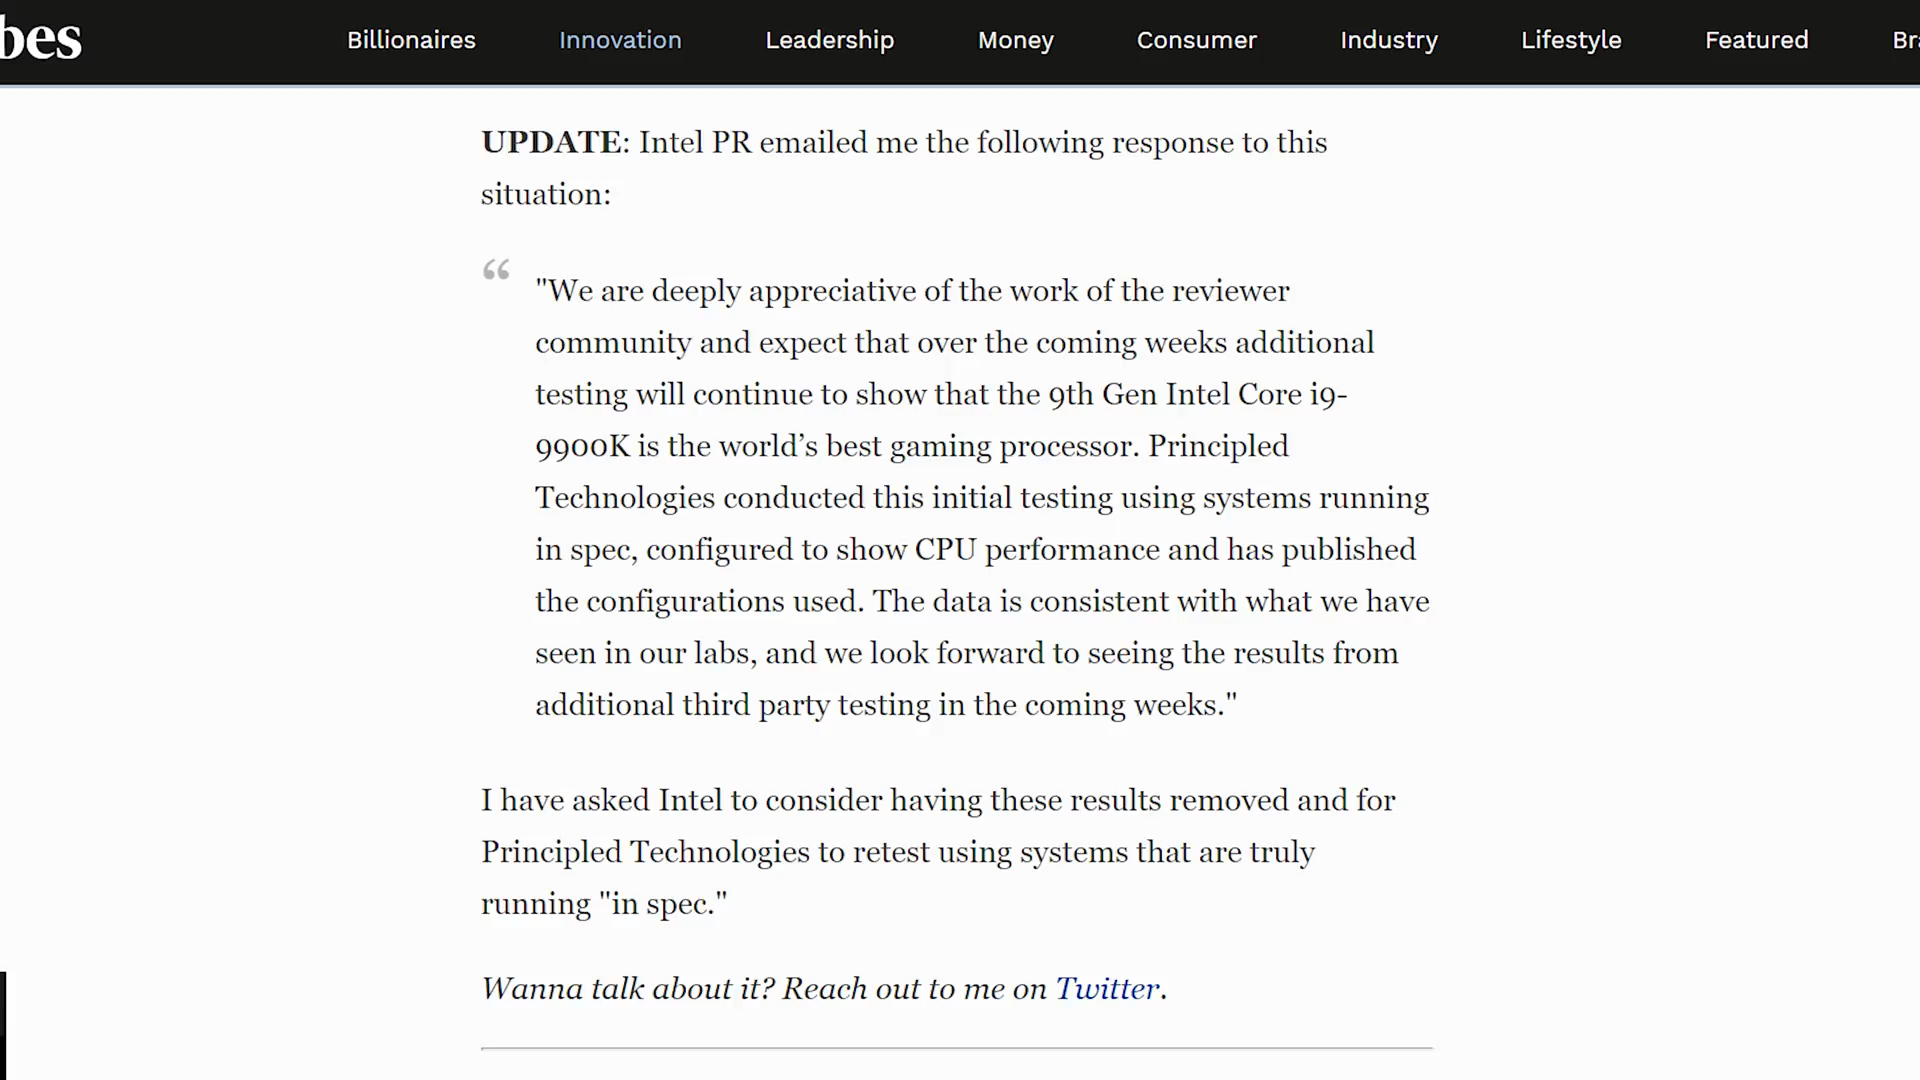 bes
Billionaires Innovation Leadership Money Consumer Industry Lifestyle Featured Bra
UPDATE: Intel PR emailed me the following response to this
situation:
“
"We are deeply appreciative of the work of the reviewer
community and expect that over the coming weeks additional
testing will continue to show that the 9th Gen Intel Core i9-
9900K is the world’s best gaming processor. Principled
Technologies conducted this initial testing using systems running
in spec, configured to show CPU performance and has published
the configurations used. The data is consistent with what we have
seen in our labs, and we look forward to seeing the results from
additional third party testing in the coming weeks."
I have asked Intel to consider having these results removed and for
Principled Technologies to retest using systems that are truly
running "in spec."
Wanna talk about it? Reach out to me on Twitter.